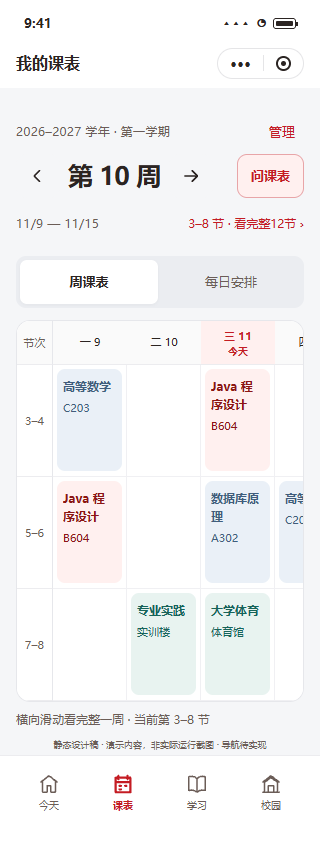 9:41
我的课表
2026–2027 学年 · 第一学期
管理
第 10 周
问课表
11/9 — 11/15
3–8 节 · 看完整12节 ›
周课表
每日安排
节次
一 9
二 10
三 11
今天
3–4
高等数学
C203
Java 程
序设计
B604
5–6
Java 程
序设计
B604
数据库原
理
A302
高等
C20
7–8
专业实践
实训楼
大学体育
体育馆
横向滑动看完整一周 · 当前第 3–8 节
静态设计稿 · 演示内容，非实际运行截图 · 导航待实现
今天
课表
学习
校园